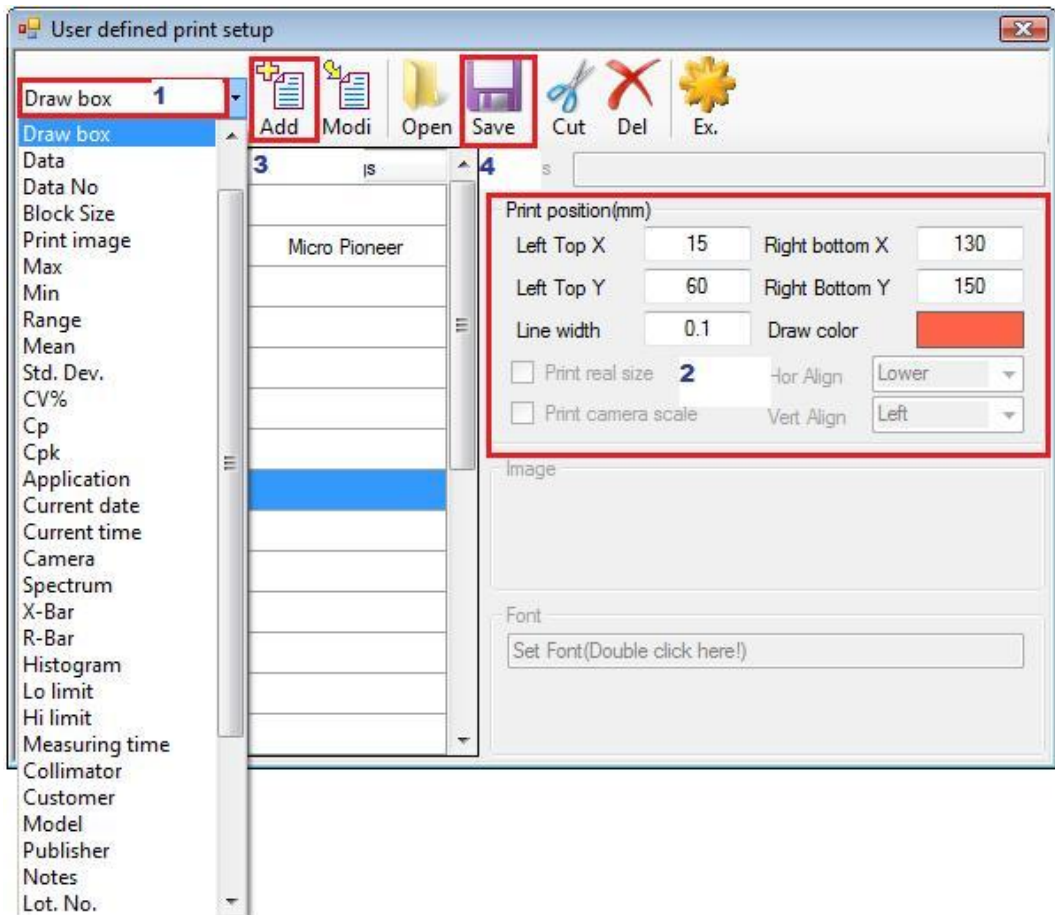 User defined print setup
Draw box 1
Add Modi Open Save Cut Del Ex.
Draw box
Data
Data No
Block Size
Print image
Max
Min
Range
Mean
Std. Dev.
CV%
Cp
Cpk
Application
Current date
Current time
Camera
Spectrum
X-Bar
R-Bar
Histogram
Lo limit
Hi limit
Measuring time
Collimator
Customer
Model
Publisher
Notes
Lot. No.
3
Micro Pioneer
4
Print position(mm)
Left Top X 15 Right bottom X 130
Left Top Y 60 Right Bottom Y 150
Line width 0.1 Draw color
Print real size 2 Hor Align Lower
Print camera scale Vert Align Left
Image
Font
Set Font(Double click here!)